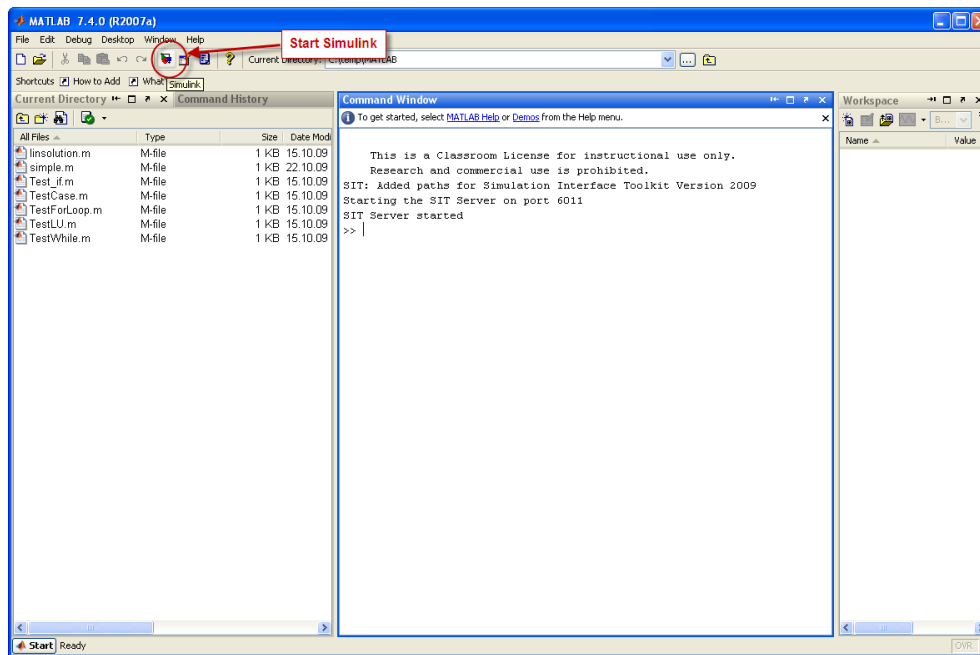 MATLAB 7.4.0 (R2007a)
File Edit Debug Desktop Window Help
Start Simulink
Current Directory: C:\temp\MATLAB
Shortcuts How to Add What
Simulink
Current Directory Command History
All Files Type Size Date Modi
linsolution.m M-file 1 KB 15.10.09
simple.m M-file 1 KB 22.10.09
Test_if.m M-file 1 KB 15.10.09
TestCase.m M-file 1 KB 15.10.09
TestForLoop.m M-file 1 KB 15.10.09
TestLU.m M-file 1 KB 15.10.09
TestWhile.m M-file 1 KB 15.10.09
Command Window
To get started, select MATLAB Help or Demos from the Help menu.
This is a Classroom License for instructional use only.
Research and commercial use is prohibited.
SIT: Added paths for Simulation Interface Toolkit Version 2009
Starting the SIT Server on port 6011
SIT Server started
>>
Workspace
B...
Name Value
Start Ready
OVR